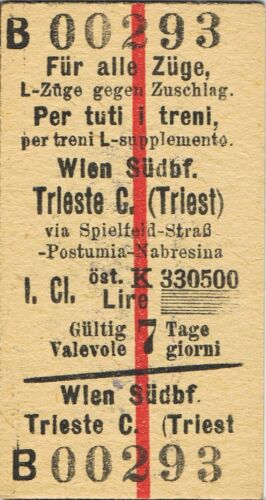 B 00293
Für alle Züge,
L-Züge gegen Zuschlag.
Per tuti i treni,
per treni L-supplemento.
Wien Südbf.
Trieste C. (Triest)
via Spielfeld-Straß
-Postumia-Nabresina
I. Cl. öst. K 330500
Lire
Gültig 7 Tage
Valevole giorni
Wien Südbf.
Trieste C. (Triest
B 00293